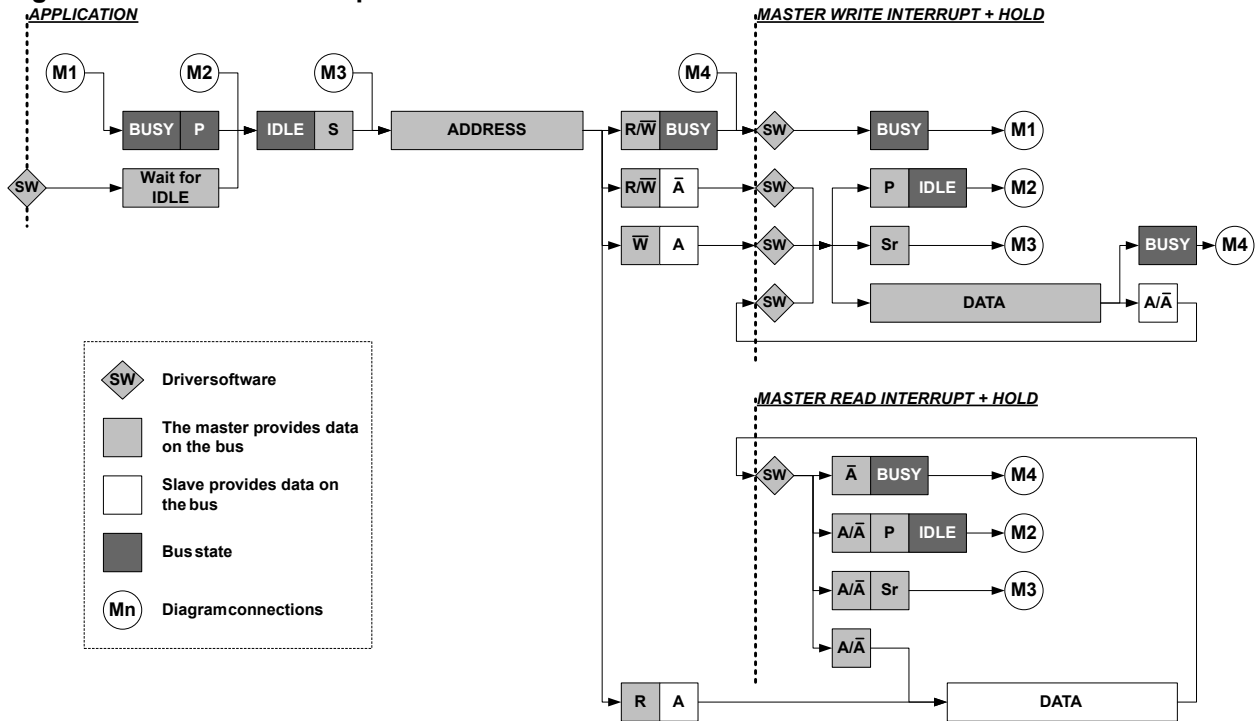 APPLICATION
MASTER WRITE INTERRUPT + HOLD
M1
M2
M3
M4
BUSY P
IDLE S
ADDRESS
R/W̅ BUSY
SW
BUSY
M1
SW
Wait for
IDLE
R/W̅ A̅
SW
P IDLE
M2
W̅ A
SW
Sr
M3
BUSY
M4
SW
DATA
A/A̅
SW
Driversoftware
The master provides data
on the bus
Slave provides data on
the bus
Bus state
Mn
Diagramconnections
MASTER READ INTERRUPT + HOLD
SW
A̅ BUSY
M4
A/A̅ P IDLE
M2
A/A̅ Sr
M3
A/A̅
R A
DATA